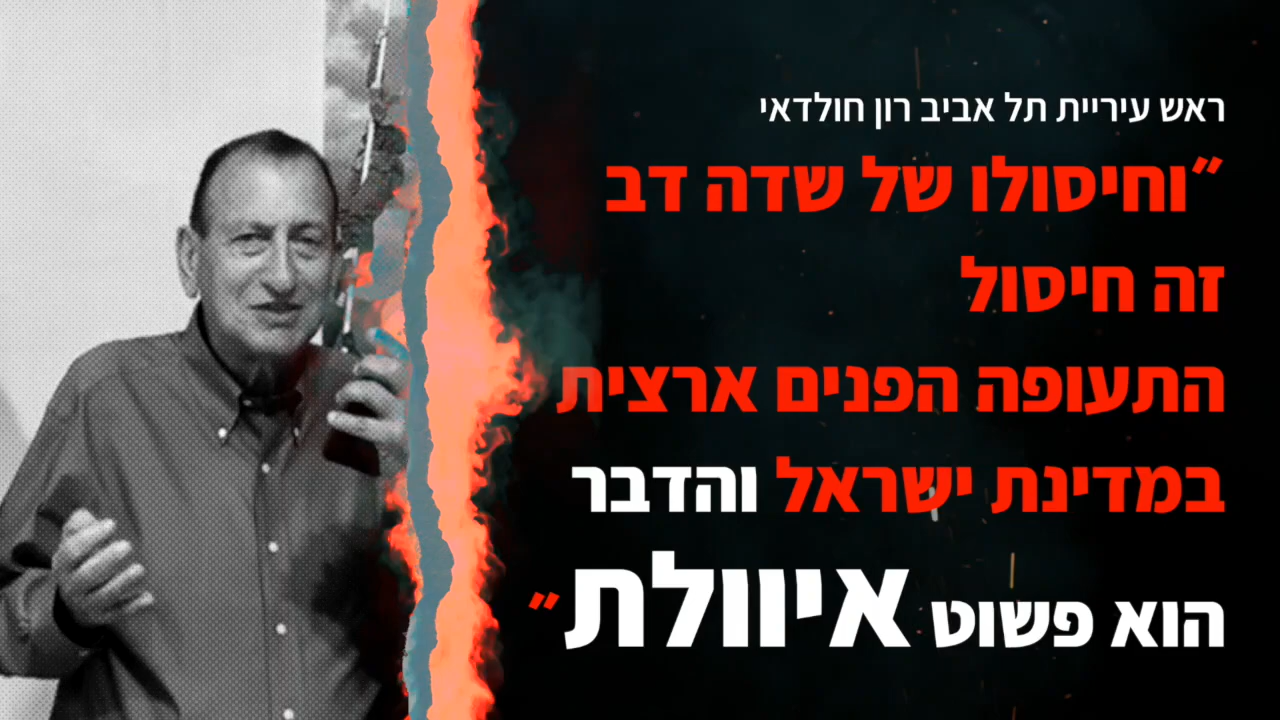 ראש עיריית תל אביב רון חולדאי
"וחיסולו של שדה דב
זה חיסול
התעופה הפנים ארצית
במדינת ישראל והדבר
הוא פשוט איוולת"